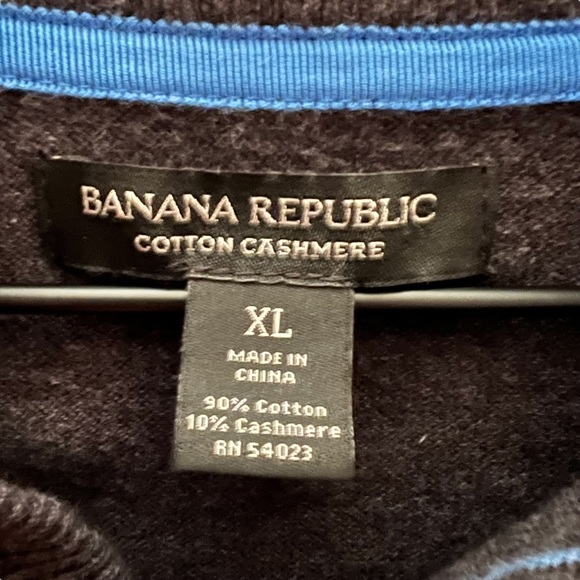 BANANA REPUBLIC
COTTON CASHMERE
XL
MADE IN
CHINA
90% Cotton
10% Cashmere
RN 54023